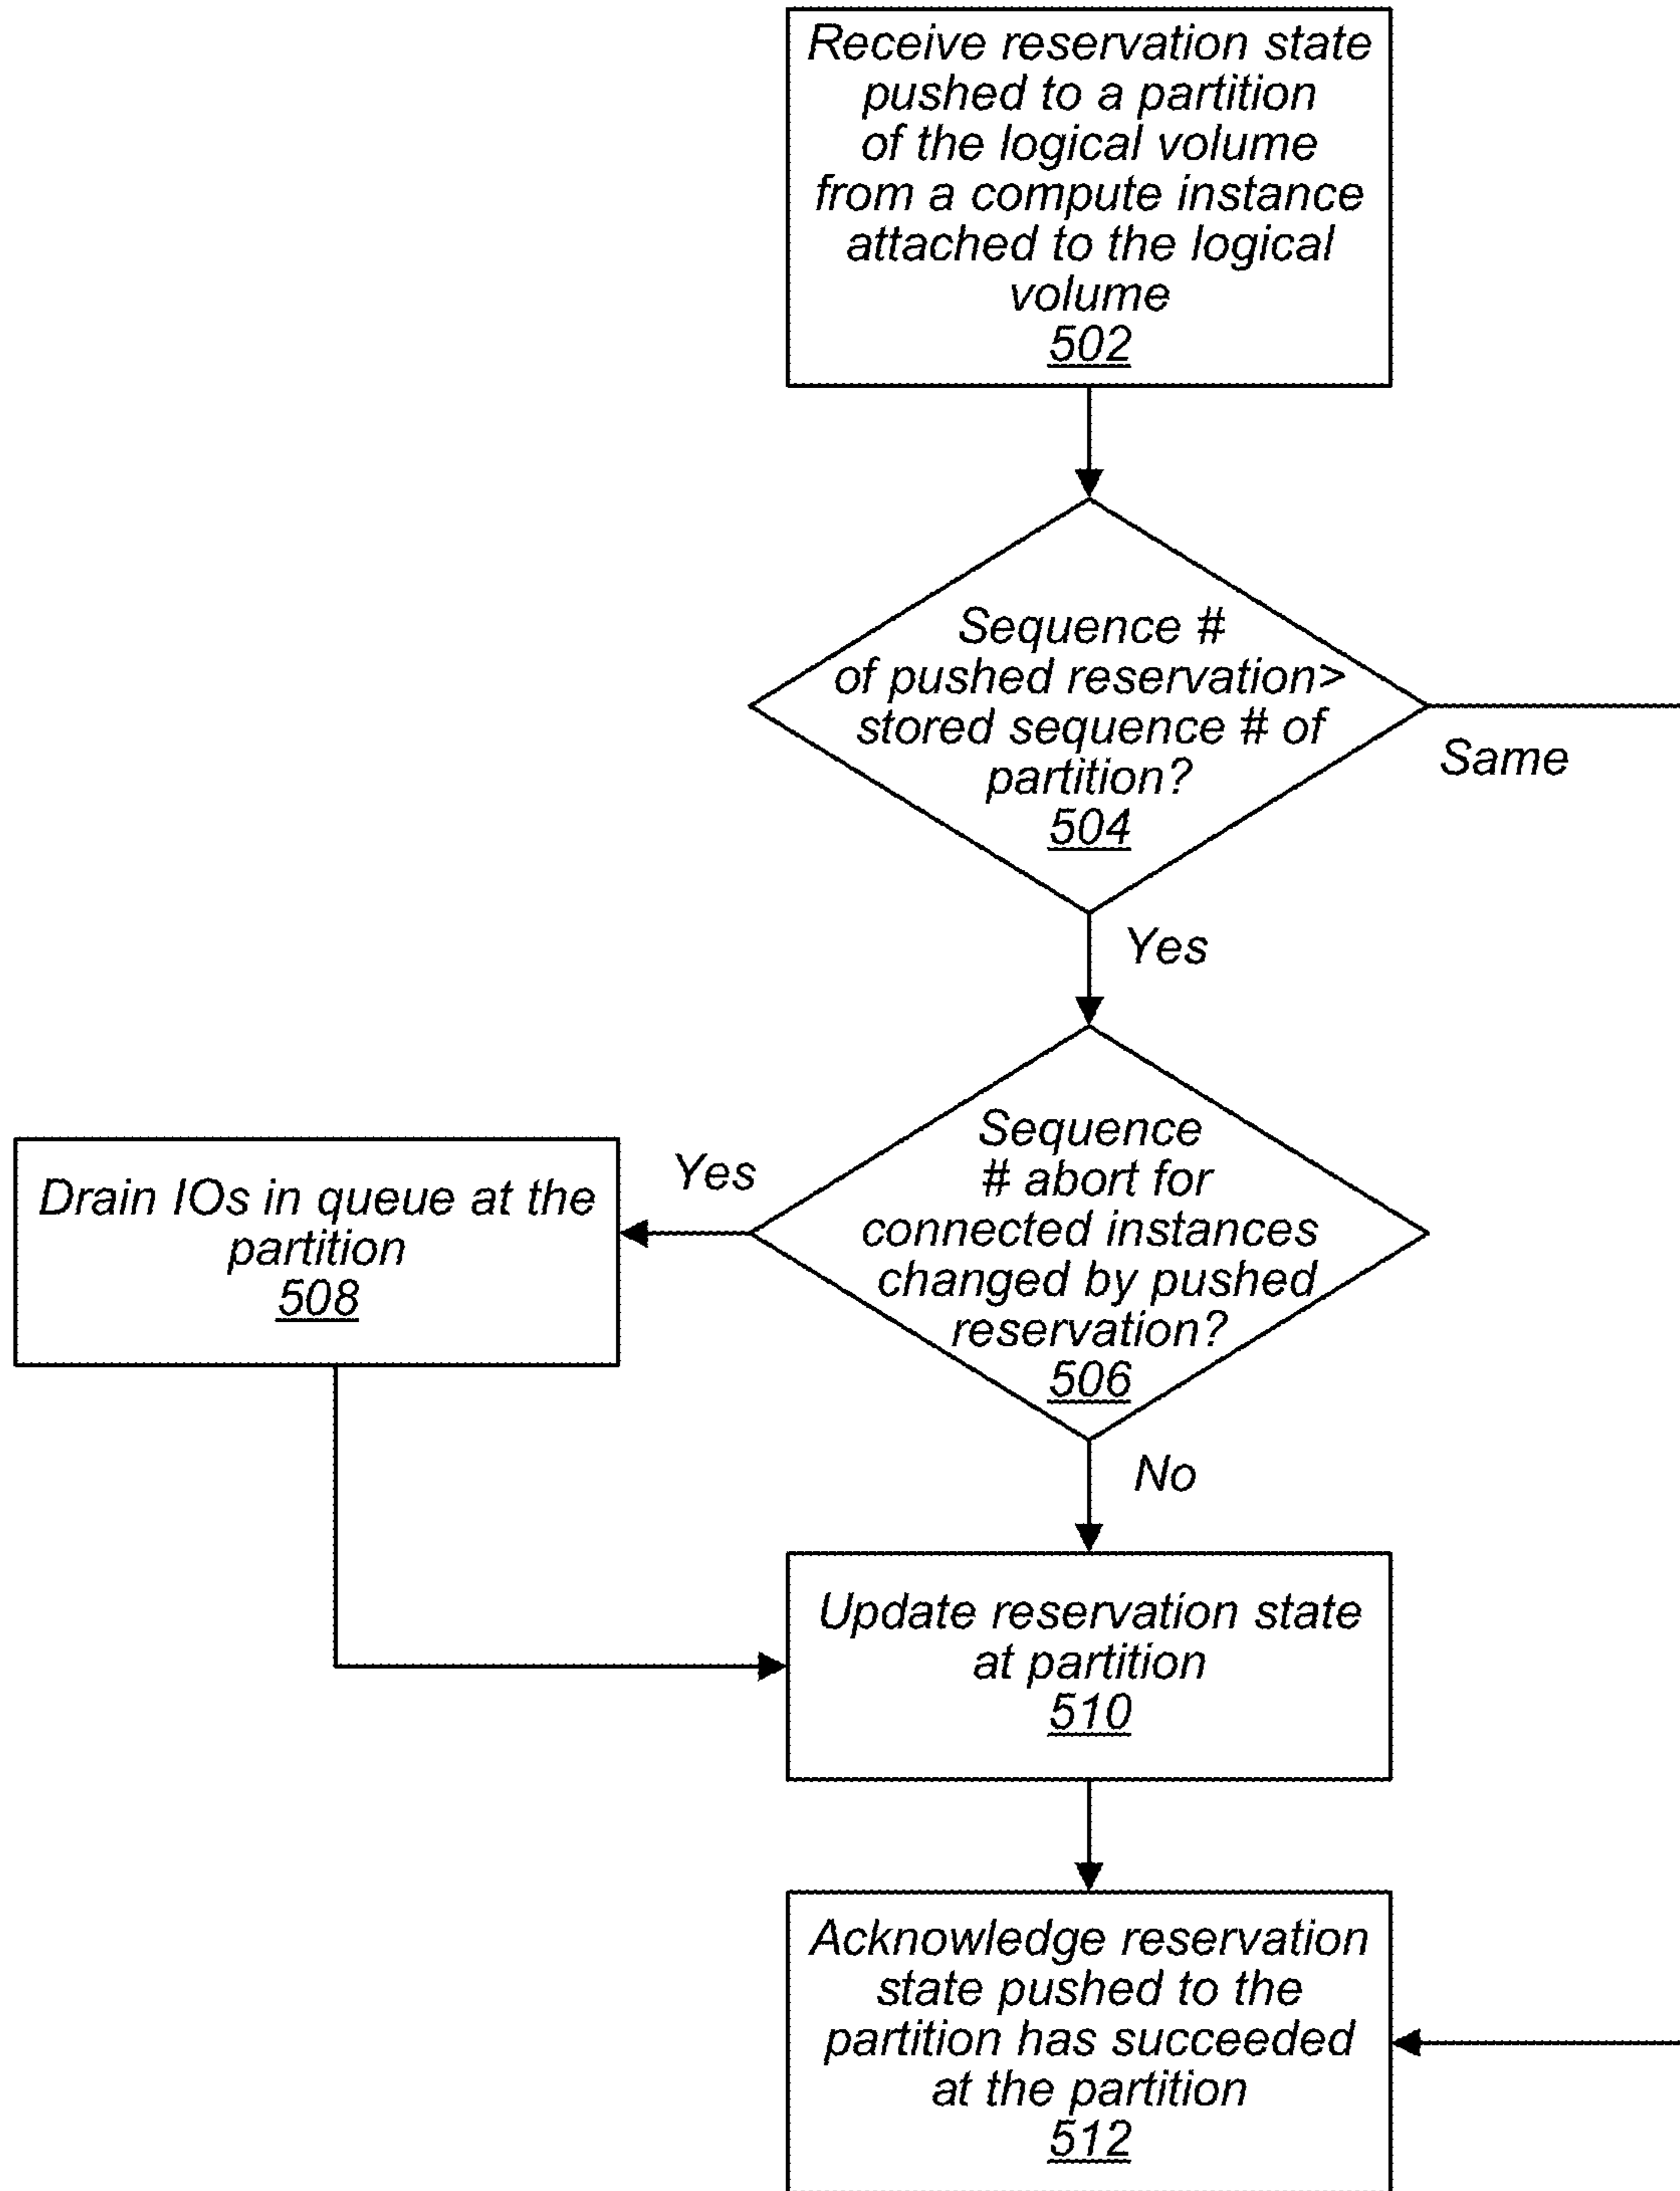 Receive reservation state
pushed to a partition
of the logical volume
from a compute instance
attached to the logical
volume
502
Sequence #
of pushed reservation>
stored sequence # of
partition?
504
Same
Yes
Sequence
# abort for
connected instances
changed by pushed
reservation?
506
Yes
Drain IOs in queue at the
partition
508
No
Update reservation state
at partition
510
Acknowledge reservation
state pushed to the
partition has succeeded
at the partition
512